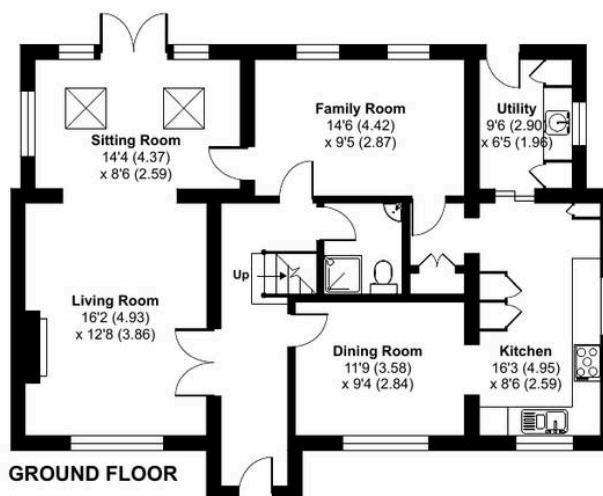 Sitting Room
14'4 (4.37)
x 8'6 (2.59)
Family Room
14'6 (4.42)
x 9'5 (2.87)
Utility
9'6 (2.90)
x 6'5 (1.96)
Up
Living Room
16'2 (4.93)
x 12'8 (3.86)
Dining Room
11'9 (3.58)
x 9'4 (2.84)
Kitchen
16'3 (4.95)
x 8'6 (2.59)
GROUND FLOOR